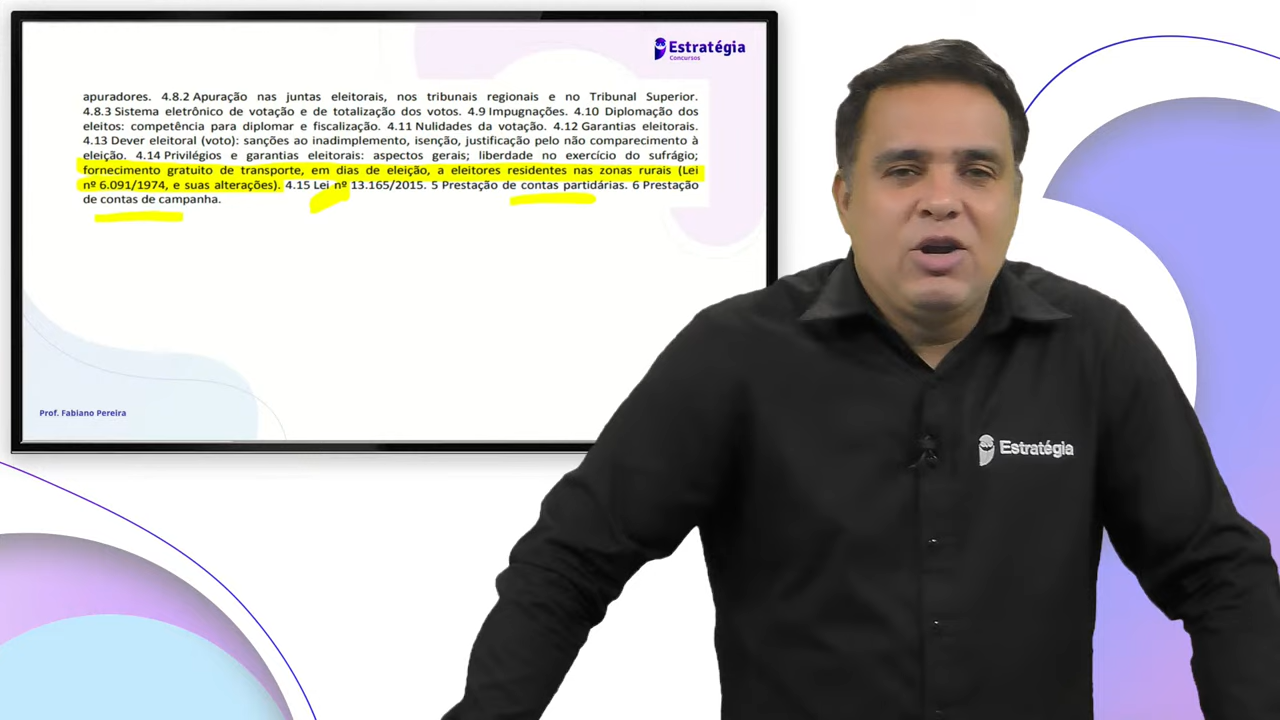 Estratégia
Concursos
apuradores. 4.8.2 Apuração nas juntas eleitorais, nos tribunais regionais e no Tribunal Superior.
4.8.3 Sistema eletrônico de votação e de totalização dos votos. 4.9 Impugnações. 4.10 Diplomação dos
eleitos: competência para diplomar e fiscalização. 4.11 Nulidades da votação. 4.12 Garantias eleitorais.
4.13 Dever eleitoral (voto): sanções ao inadimplemento, isenção, justificação pelo não comparecimento à
eleição. 4.14 Privilégios e garantias eleitorais: aspectos gerais; liberdade no exercício do sufrágio;
fornecimento gratuito de transporte, em dias de eleição, a eleitores residentes nas zonas rurais (Lei
nº 6.091/1974, e suas alterações). 4.15 Lei nº 13.165/2015. 5 Prestação de contas partidárias. 6 Prestação
de contas de campanha.
Prof. Fabiano Pereira
Estratégia